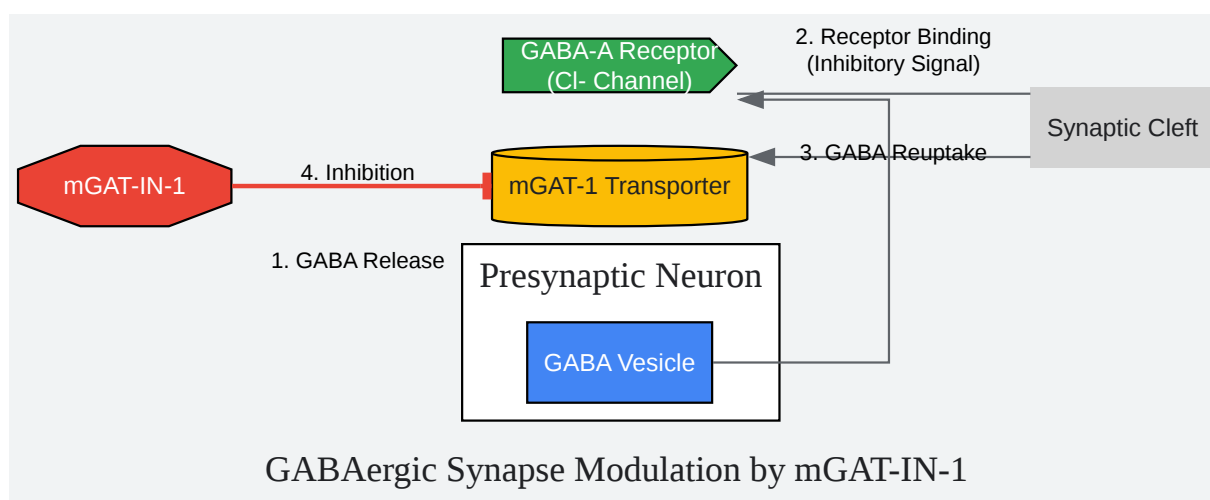 GABA-A Receptor
(Cl- Channel)
2. Receptor Binding
(Inhibitory Signal)
Synaptic Cleft
3. GABA Reuptake
mGAT-IN-1
4. Inhibition
mGAT-1 Transporter
1. GABA Release
Presynaptic Neuron
GABA Vesicle
GABAergic Synapse Modulation by mGAT-IN-1